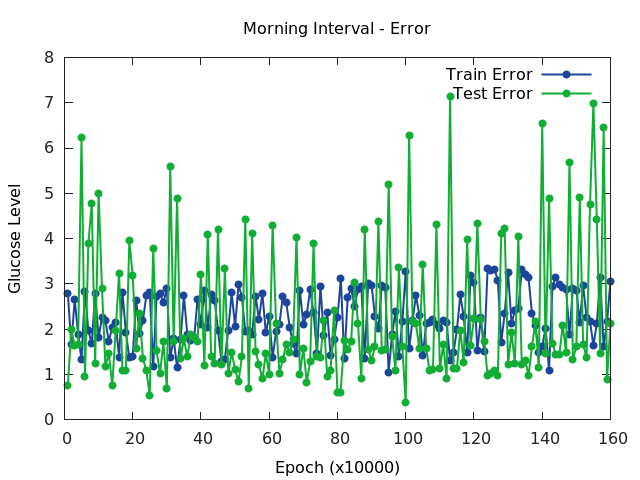 Morning Interval - Error
Train Error
Test Error
Glucose Level
8
7
6
5
4
3
2
1
0
0 20 40 60 80 100 120 140 160
Epoch (x10000)